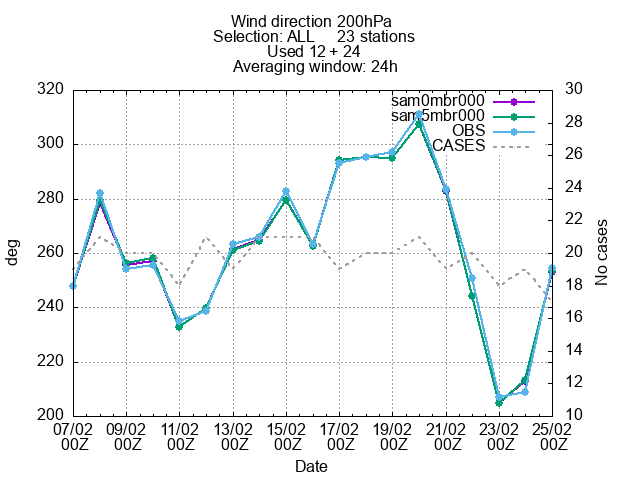 Wind direction 200hPa
Selection: ALL 23 stations
Used 12 + 24
Averaging window: 24h
sam0mbr000
sam5mbr000
OBS
CASES
deg
320
300
280
260
240
220
200
No cases
30
28
26
24
22
20
18
16
14
12
10
07/02 09/02 11/02 13/02 15/02 17/02 19/02 21/02 23/02 25/02
00Z 00Z 00Z 00Z 00Z 00Z 00Z 00Z 00Z 00Z
Date